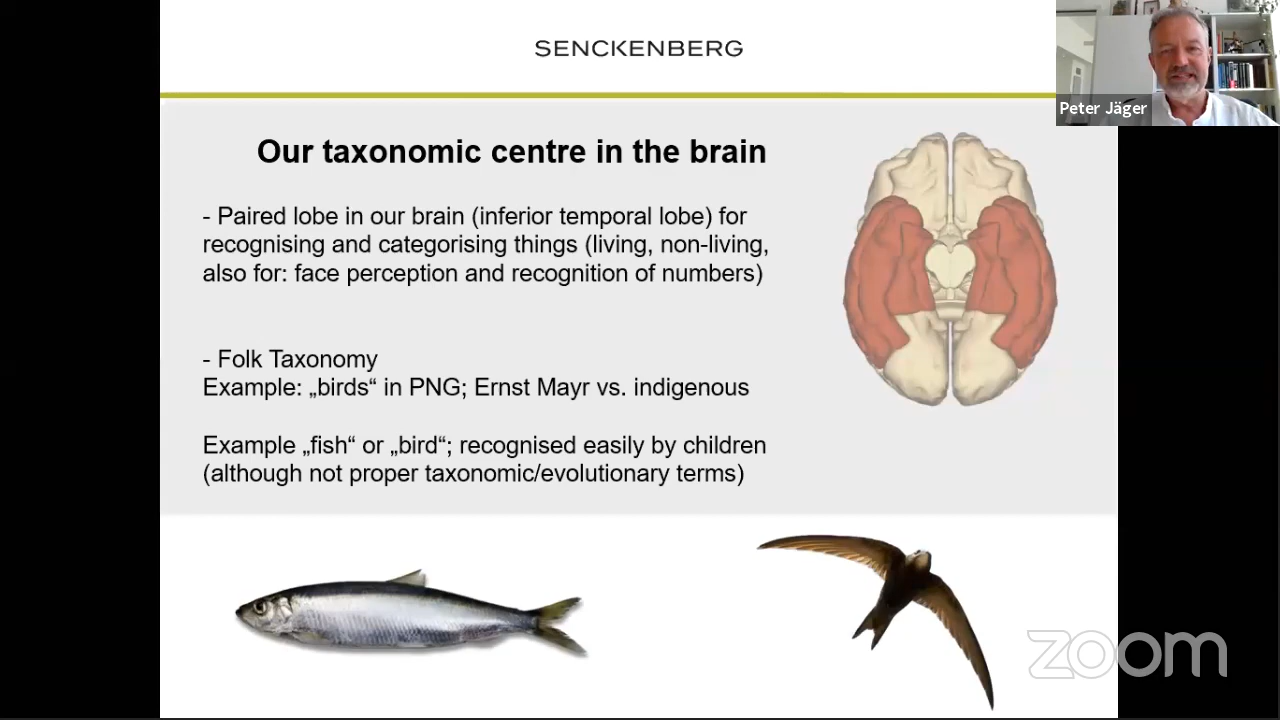 SENCKENBERG
Peter Jäger
Our taxonomic centre in the brain
- Paired lobe in our brain (inferior temporal lobe) for
recognising and categorising things (living, non-living,
also for: face perception and recognition of numbers)
- Folk Taxonomy
Example: „birds“ in PNG; Ernst Mayr vs. indigenous
Example „fish“ or „bird“; recognised easily by children
(although not proper taxonomic/evolutionary terms)
zoom